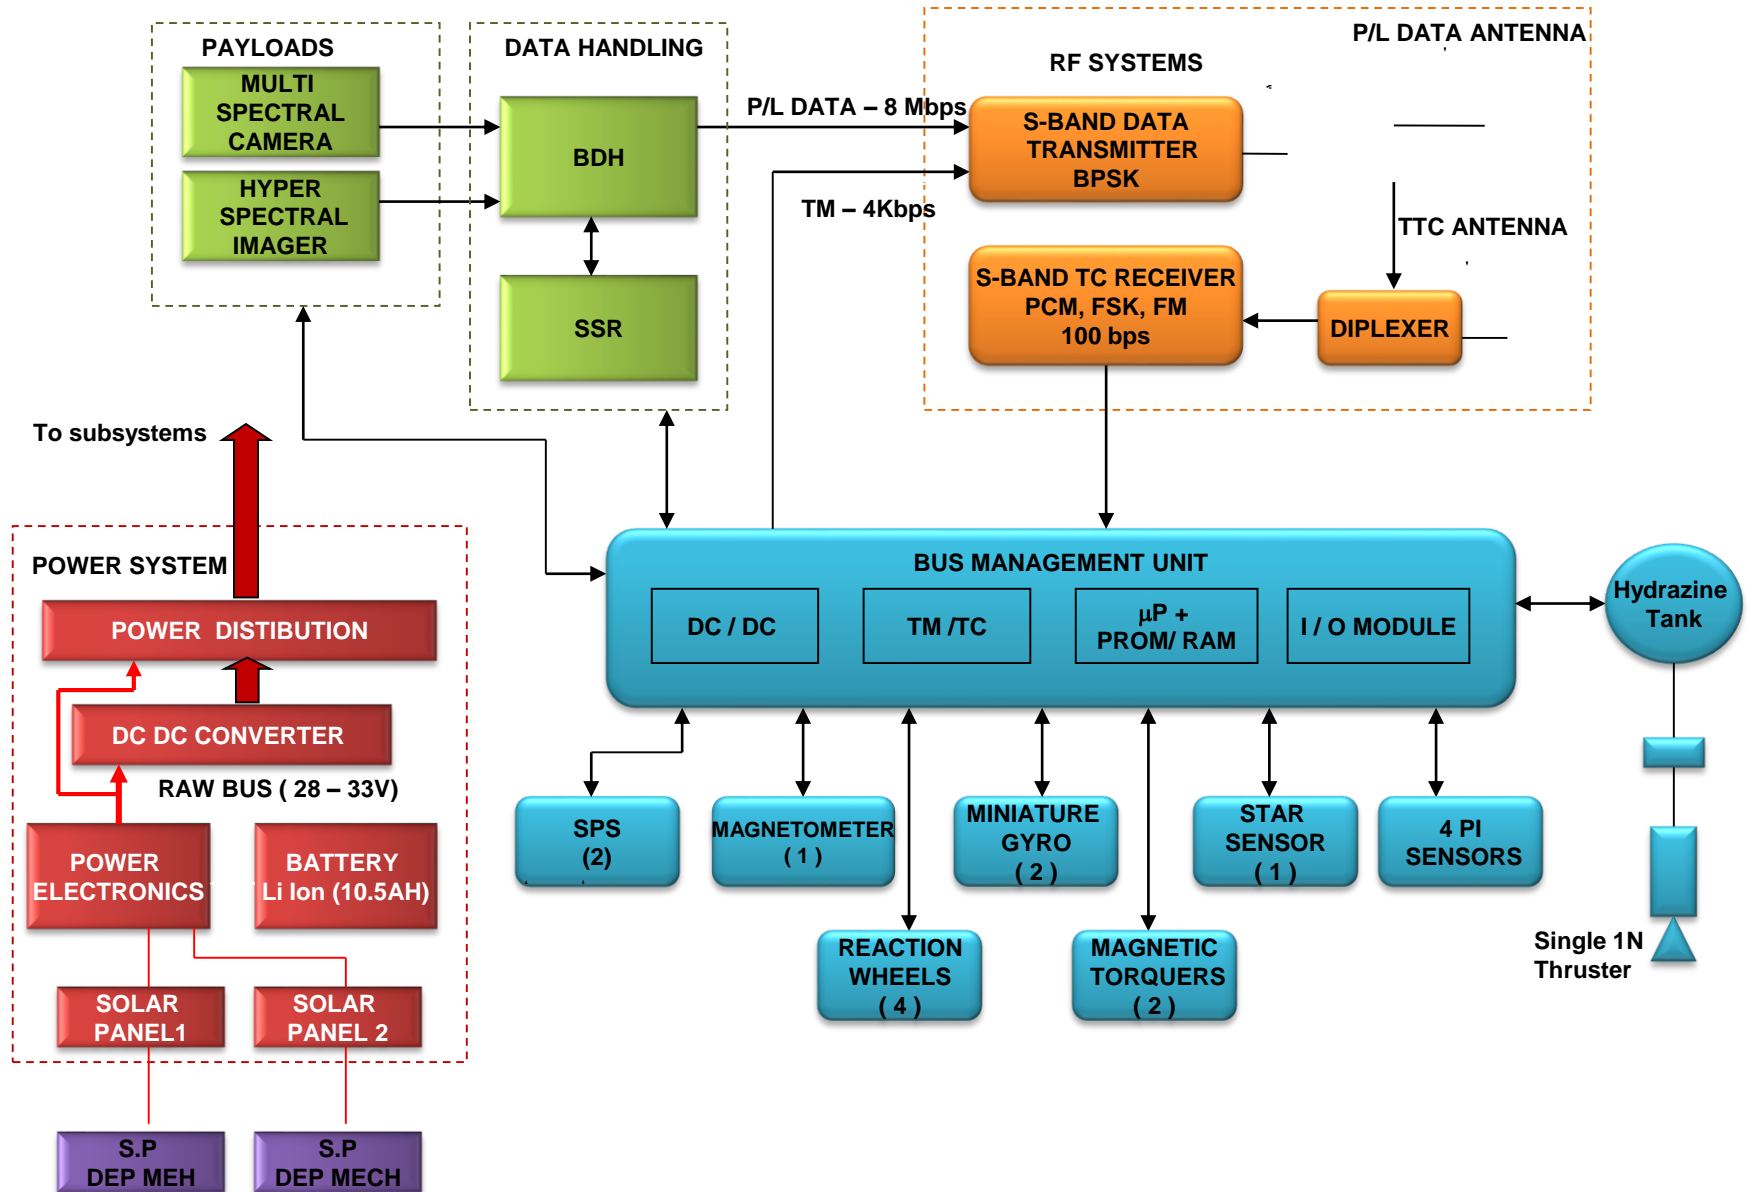 PAYLOADS
MULTI
SPECTRAL
CAMERA
HYPER
SPECTRAL
IMAGER
DATA HANDLING
BDH
SSR
P/L DATA – 8 Mbps
TM – 4Kbps
RF SYSTEMS
P/L DATA ANTENNA
S-BAND DATA
TRANSMITTER
BPSK
TTC ANTENNA
S-BAND TC RECEIVER
PCM, FSK, FM
100 bps
DIPLEXER
To subsystems
POWER SYSTEM
POWER DISTIBUTION
DC DC CONVERTER
RAW BUS ( 28 – 33V)
POWER
ELECTRONICS
BATTERY
Li Ion (10.5AH)
SOLAR
PANEL1
SOLAR
PANEL 2
S.P
DEP MEH
S.P
DEP MECH
BUS MANAGEMENT UNIT
DC / DC
TM /TC
μP +
PROM/ RAM
I / O MODULE
Hydrazine
Tank
SPS
(2)
MAGNETOMETER
( 1 )
MINIATURE
GYRO
( 2 )
STAR
SENSOR
( 1 )
4 PI
SENSORS
REACTION
WHEELS
( 4 )
MAGNETIC
TORQUERS
( 2 )
Single 1N
Thruster